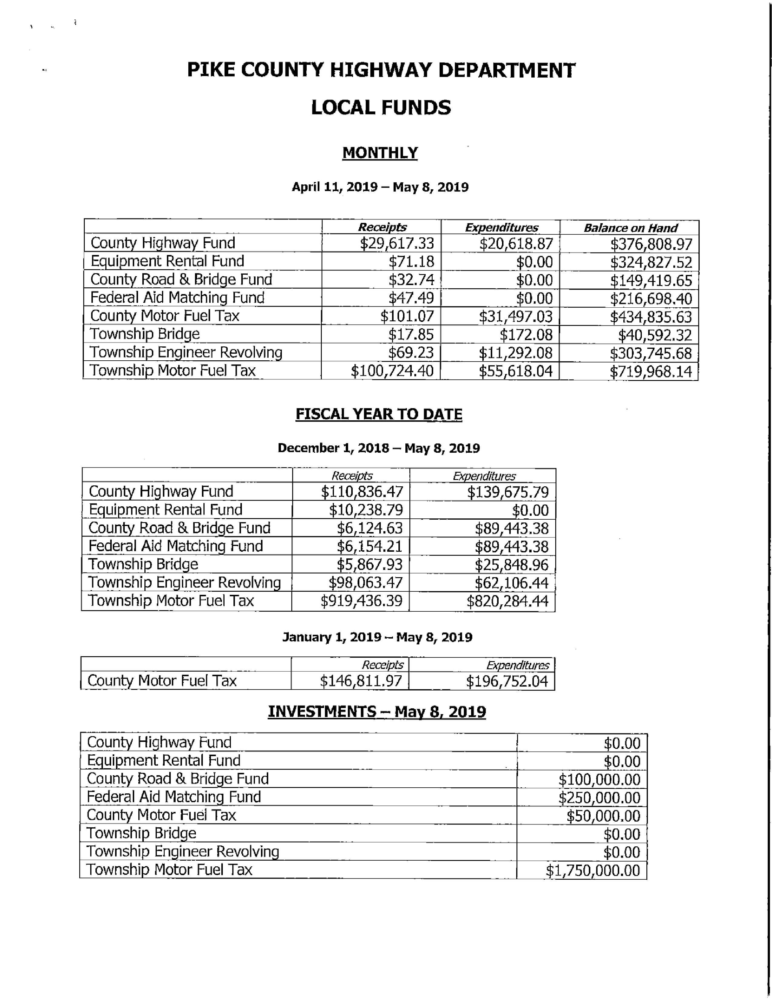 PIKE COUNTY HIGHWAY DEPARTMENT
LOCAL FUNDS
MONTHLY
April 11, 2019 – May 8, 2019
Receipts Expenditures Balance on Hand
County Highway Fund $29,617.33 $20,618.87 $376,808.97
Equipment Rental Fund $71.18 $0.00 $324,827.52
County Road & Bridge Fund $32.74 $0.00 $149,419.65
Federal Aid Matching Fund $47.49 $0.00 $216,698.40
County Motor Fuel Tax $101.07 $31,497.03 $434,835.63
Township Bridge $17.85 $172.08 $40,592.32
Township Engineer Revolving $69.23 $11,292.08 $303,745.68
Township Motor Fuel Tax $100,724.40 $55,618.04 $719,968.14
FISCAL YEAR TO DATE
December 1, 2018 – May 8, 2019
Receipts Expenditures
County Highway Fund $110,836.47 $139,675.79
Equipment Rental Fund $10,238.79 $0.00
County Road & Bridge Fund $6,124.63 $89,443.38
Federal Aid Matching Fund $6,154.21 $89,443.38
Township Bridge $5,867.93 $25,848.96
Township Engineer Revolving $98,063.47 $62,106.44
Township Motor Fuel Tax $919,436.39 $820,284.44
January 1, 2019 – May 8, 2019
Receipts Expenditures
County Motor Fuel Tax $146,811.97 $196,752.04
INVESTMENTS – May 8, 2019
County Highway Fund $0.00
Equipment Rental Fund $0.00
County Road & Bridge Fund $100,000.00
Federal Aid Matching Fund $250,000.00
County Motor Fuel Tax $50,000.00
Township Bridge $0.00
Township Engineer Revolving $0.00
Township Motor Fuel Tax $1,750,000.00